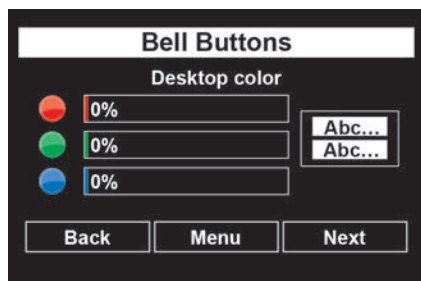 Bell Buttons
Desktop color
0%
Abc...
0%
Abc...
0%
Back Menu Next